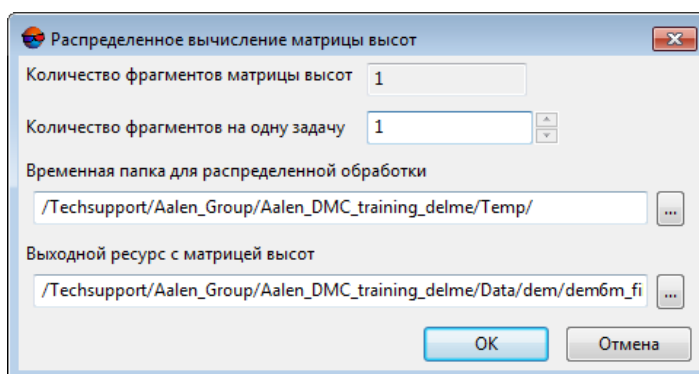 Распределенное вычисление матрицы высот
Количество фрагментов матрицы высот 1
Количество фрагментов на одну задачу 1
Временная папка для распределенной обработки
/Techsupport/Aalen_Group/Aalen_DMC_training_delme/Temp/ ...
Выходной ресурс с матрицей высот
/Techsupport/Aalen_Group/Aalen_DMC_training_delme/Data/dem/dem6m_fi ...
OK Отмена